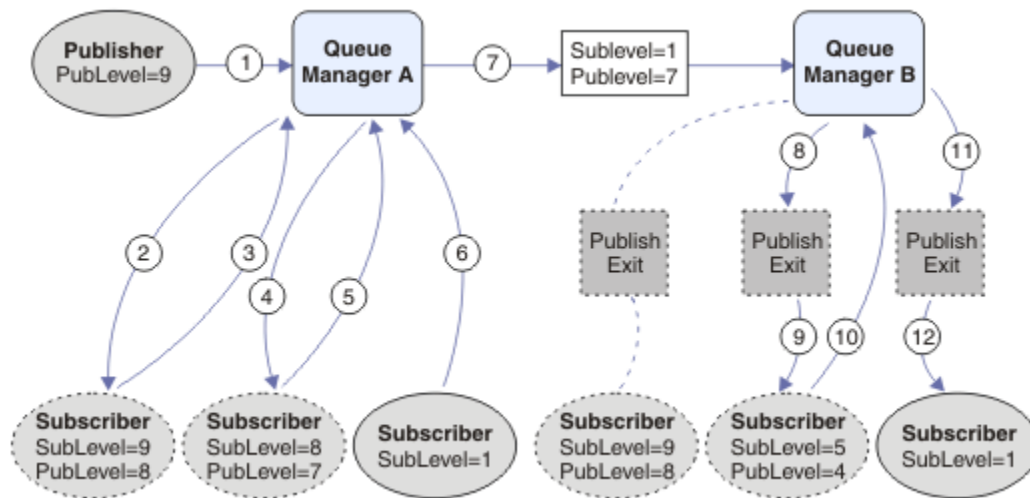 Publisher
PubLevel=9
1
Queue
Manager A
7
Sublevel=1
Publevel=7
Queue
Manager B
8
11
2
3
4
5
6
Publish
Exit
Publish
Exit
Publish
Exit
9
10
12
Subscriber
SubLevel=9
PubLevel=8
Subscriber
SubLevel=8
PubLevel=7
Subscriber
SubLevel=1
Subscriber
SubLevel=9
PubLevel=8
Subscriber
SubLevel=5
PubLevel=4
Subscriber
SubLevel=1